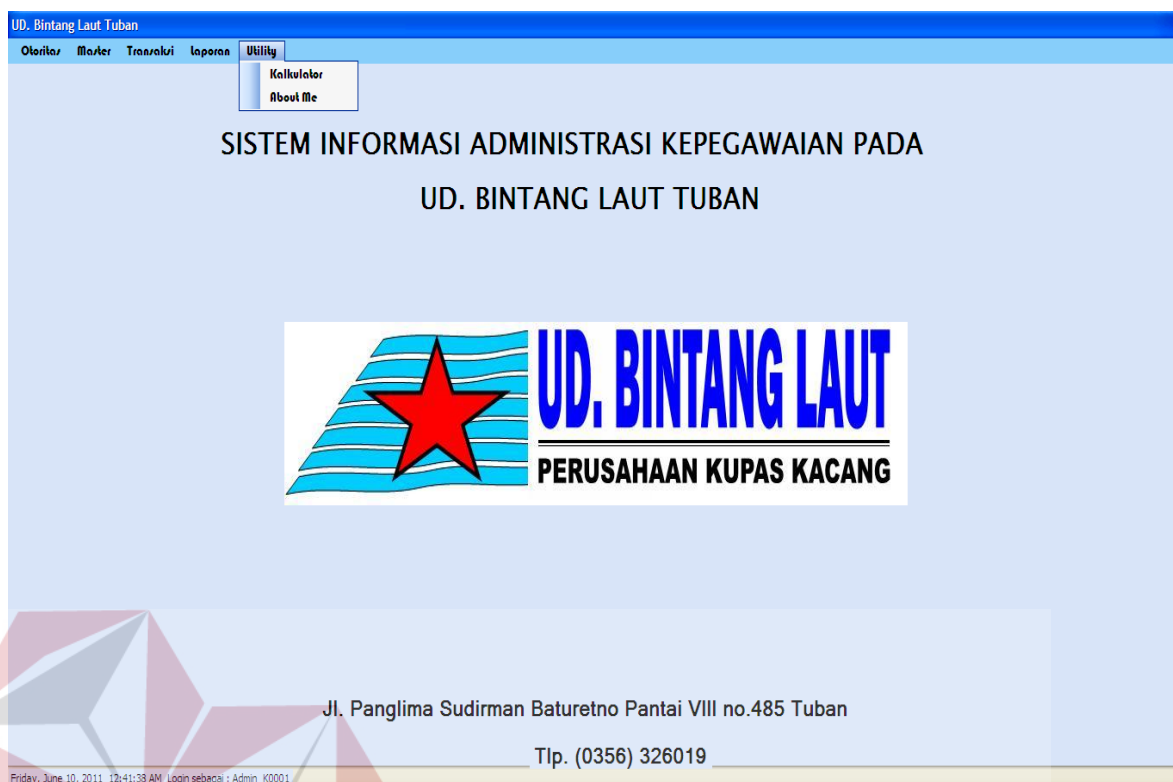 UD. Bintang Laut Tuban
Otoritas Master Transaksi Laporan Utility
Kalkulator
About Me
SISTEM INFORMASI ADMINISTRASI KEPEGAWAIAN PADA
UD. BINTANG LAUT TUBAN
UD. BINTANG LAUT
PERUSAHAAN KUPAS KACANG
Jl. Panglima Sudirman Baturetno Pantai VIII no.485 Tuban
Tlp. (0356) 326019
Friday, June 10, 2011 12:41:38 AM Login sebagai : Admin K0001